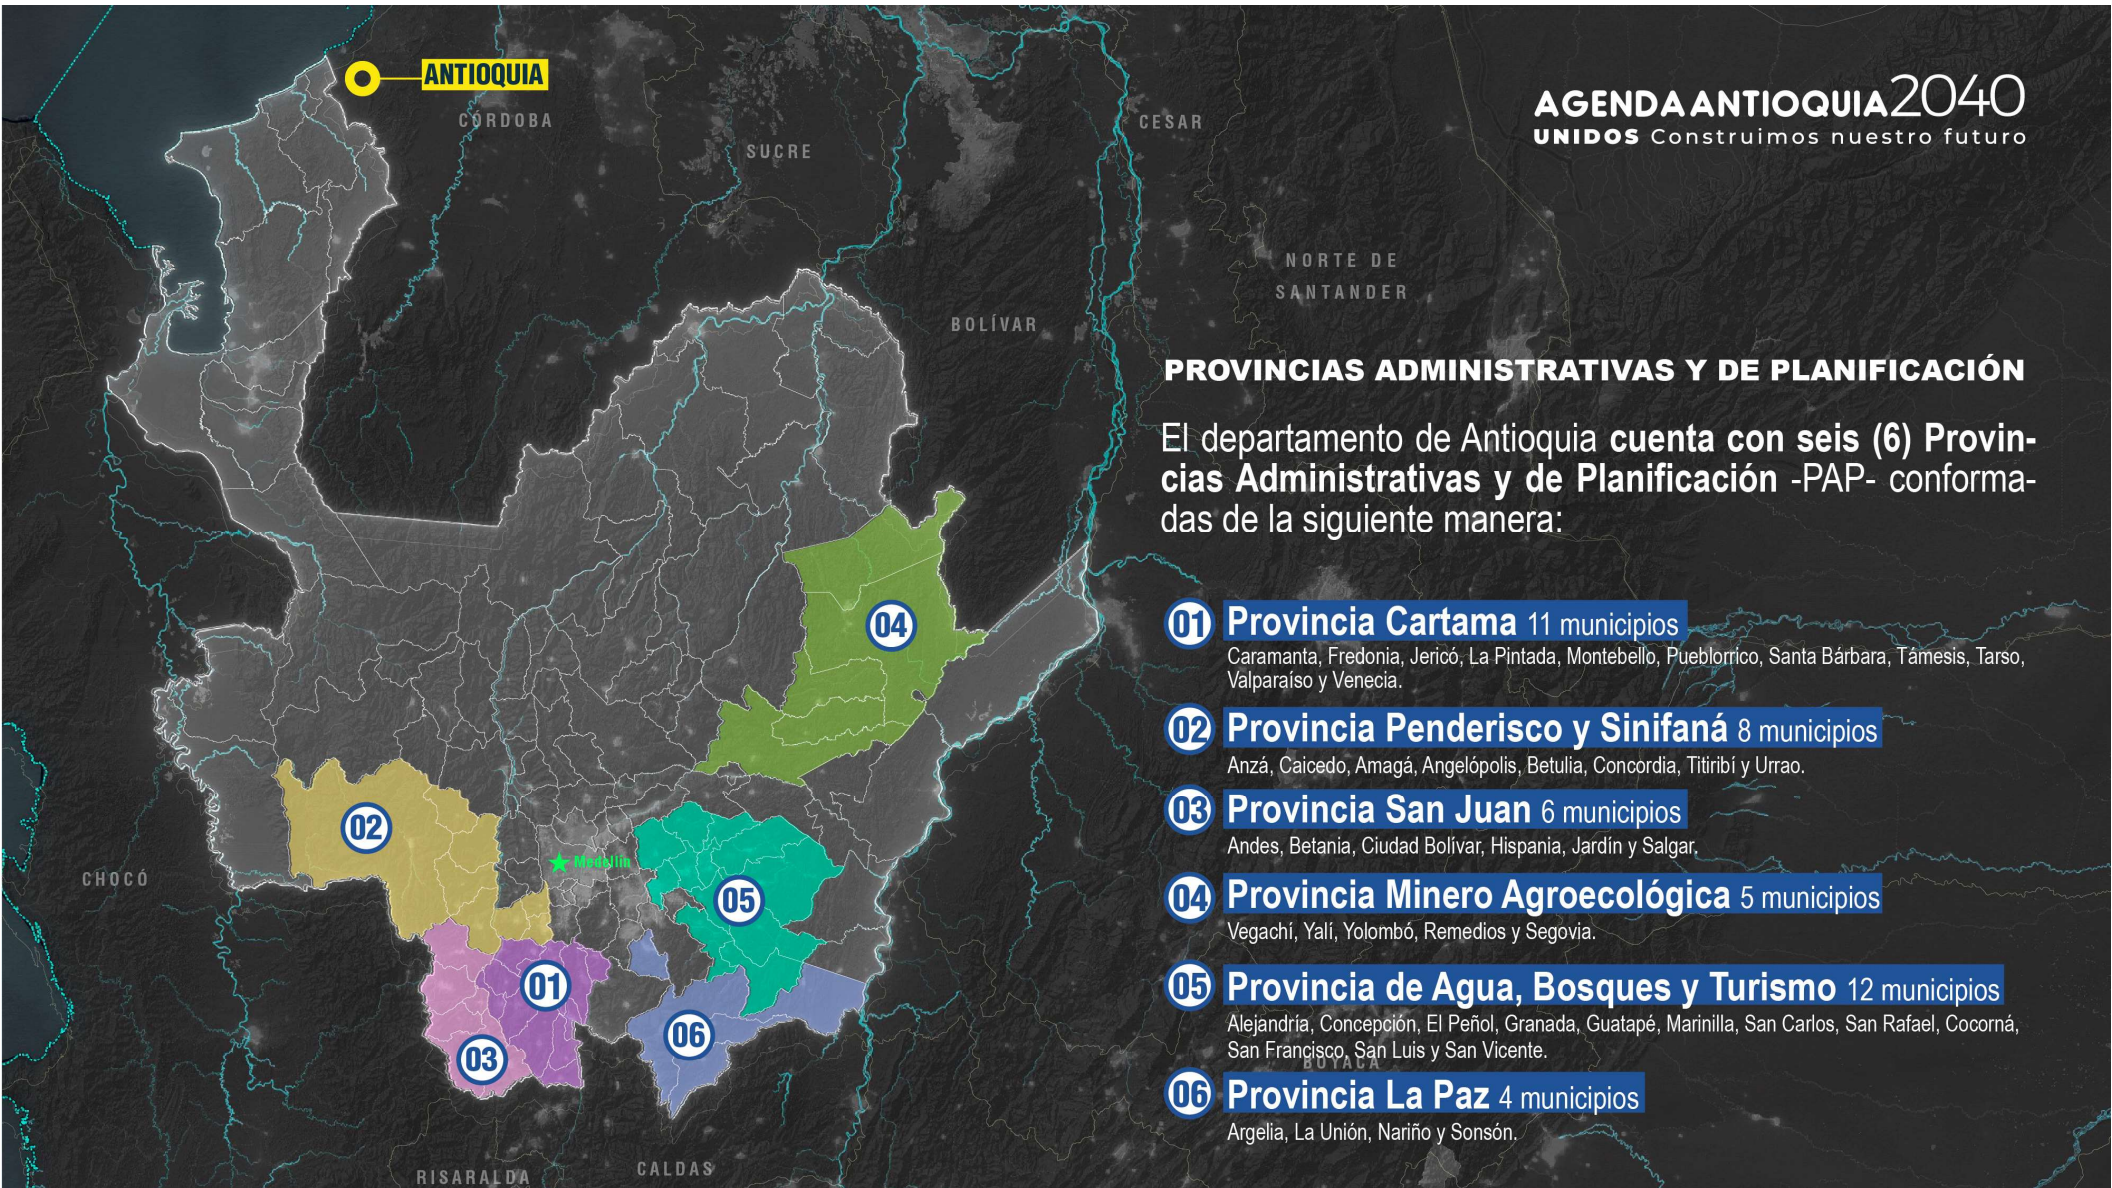 ANTIOQUIA
CÓRDOBA
SUCRE
CESAR
NORTE DE
SANTANDER
BOLÍVAR
CHOCÓ
Medellín
RISARALDA
CALDAS
BOYACÁ
04
02
05
01
03
06
AGENDA ANTIOQUIA 2040
UNIDOS Construimos nuestro futuro
PROVINCIAS ADMINISTRATIVAS Y DE PLANIFICACIÓN
El departamento de Antioquia cuenta con seis (6) Provin-
cias Administrativas y de Planificación -PAP- conforma-
das de la siguiente manera:
01 Provincia Cartama 11 municipios
Caramanta, Fredonia, Jericó, La Pintada, Montebello, Pueblorrico, Santa Bárbara, Támesis, Tarso,
Valparaíso y Venecia.
02 Provincia Penderisco y Sinifaná 8 municipios
Anzá, Caicedo, Amagá, Angelópolis, Betulia, Concordia, Titiribí y Urrao.
03 Provincia San Juan 6 municipios
Andes, Betania, Ciudad Bolívar, Hispania, Jardín y Salgar.
04 Provincia Minero Agroecológica 5 municipios
Vegachí, Yalí, Yolombó, Remedios y Segovia.
05 Provincia de Agua, Bosques y Turismo 12 municipios
Alejandría, Concepción, El Peñol, Granada, Guatapé, Marinilla, San Carlos, San Rafael, Cocorná,
San Francisco, San Luis y San Vicente.
06 Provincia La Paz 4 municipios
Argelia, La Unión, Nariño y Sonsón.